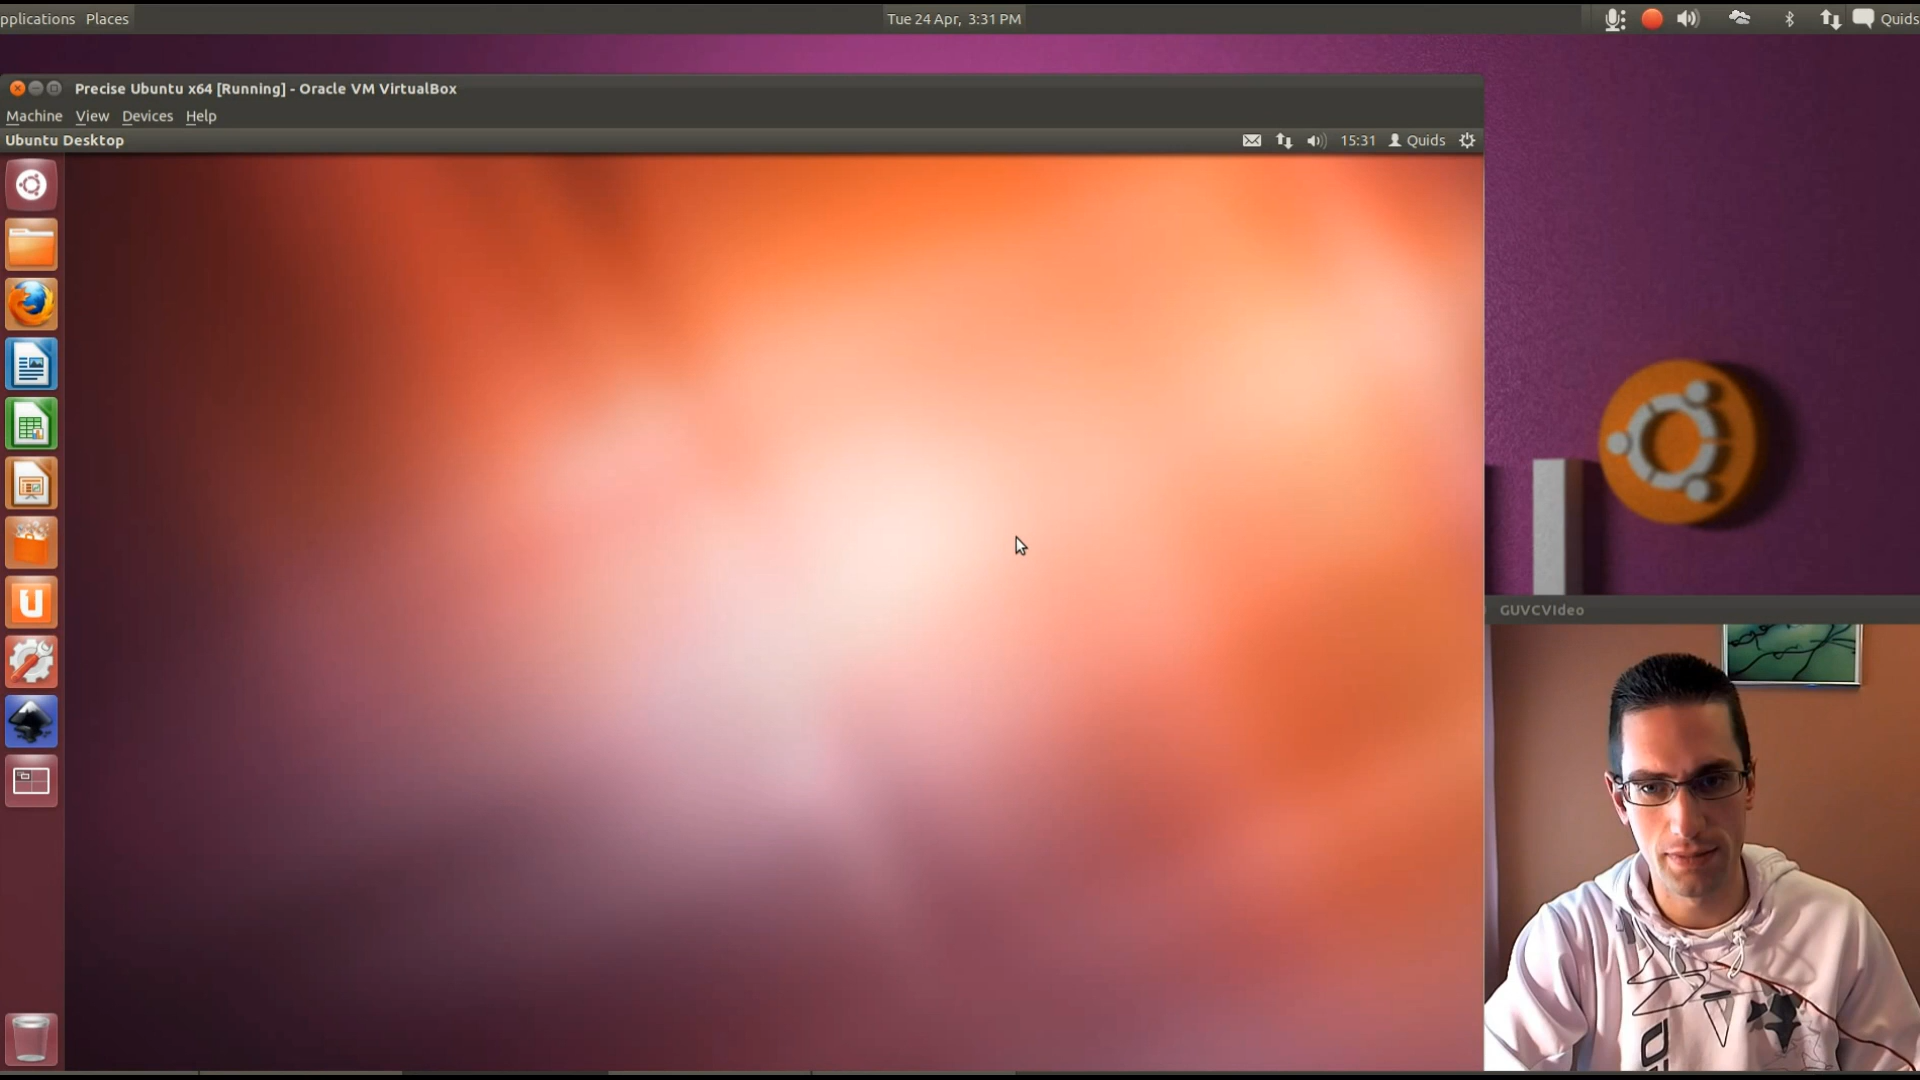 pplications Places
Tue 24 Apr, 3:31 PM
Quids
Precise Ubuntu x64 [Running] - Oracle VM VirtualBox
Machine View Devices Help
Ubuntu Desktop
15:31 Quids
GUVCVIdeo